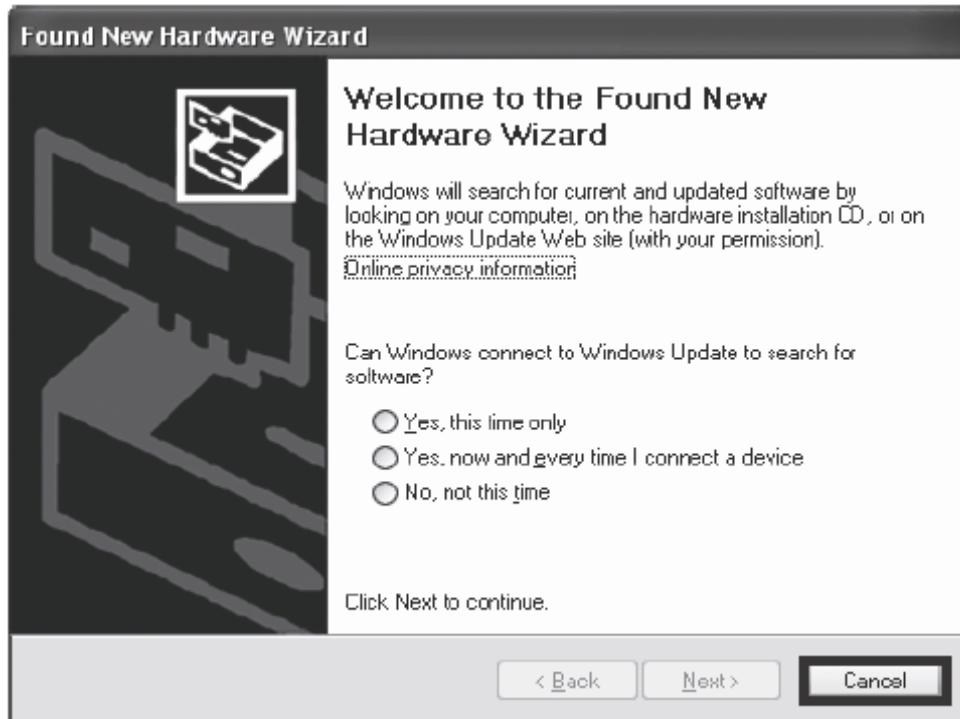 Found New Hardware Wizard
Welcome to the Found New
Hardware Wizard
Windows will search for current and updated software by
looking on your computer, on the hardware installation CD, or on
the Windows Update Web site (with your permission).
Online privacy information
Can Windows connect to Windows Update to search for
software?
Yes, this time only
Yes, now and every time I connect a device
No, not this time
Click Next to continue.
< Back
Next >
Cancel